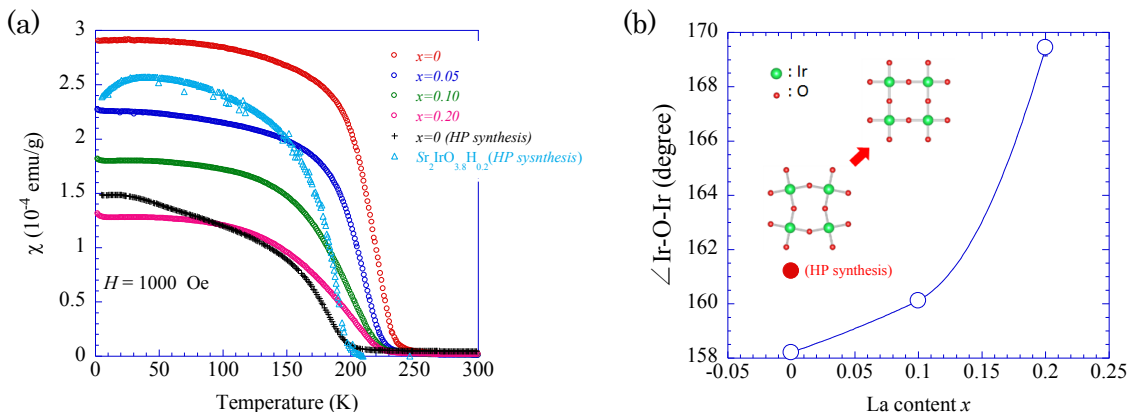 (a)
3
2.5
2
1.5
1
0.5
0
χ (10⁻⁴ emu/g)
x=0
x=0.05
x=0.10
x=0.20
x=0 (HP synthesis)
Sr₂IrO₃.₈H₀.₂(HP sysnthesis)
H = 1000 Oe
0 50 100 150 200 250 300
Temperature (K)
(b)
170
168
166
164
162
160
158
∠Ir-O-Ir (degree)
: Ir
: O
(HP synthesis)
-0.05 0 0.05 0.1 0.15 0.2 0.25
La content x